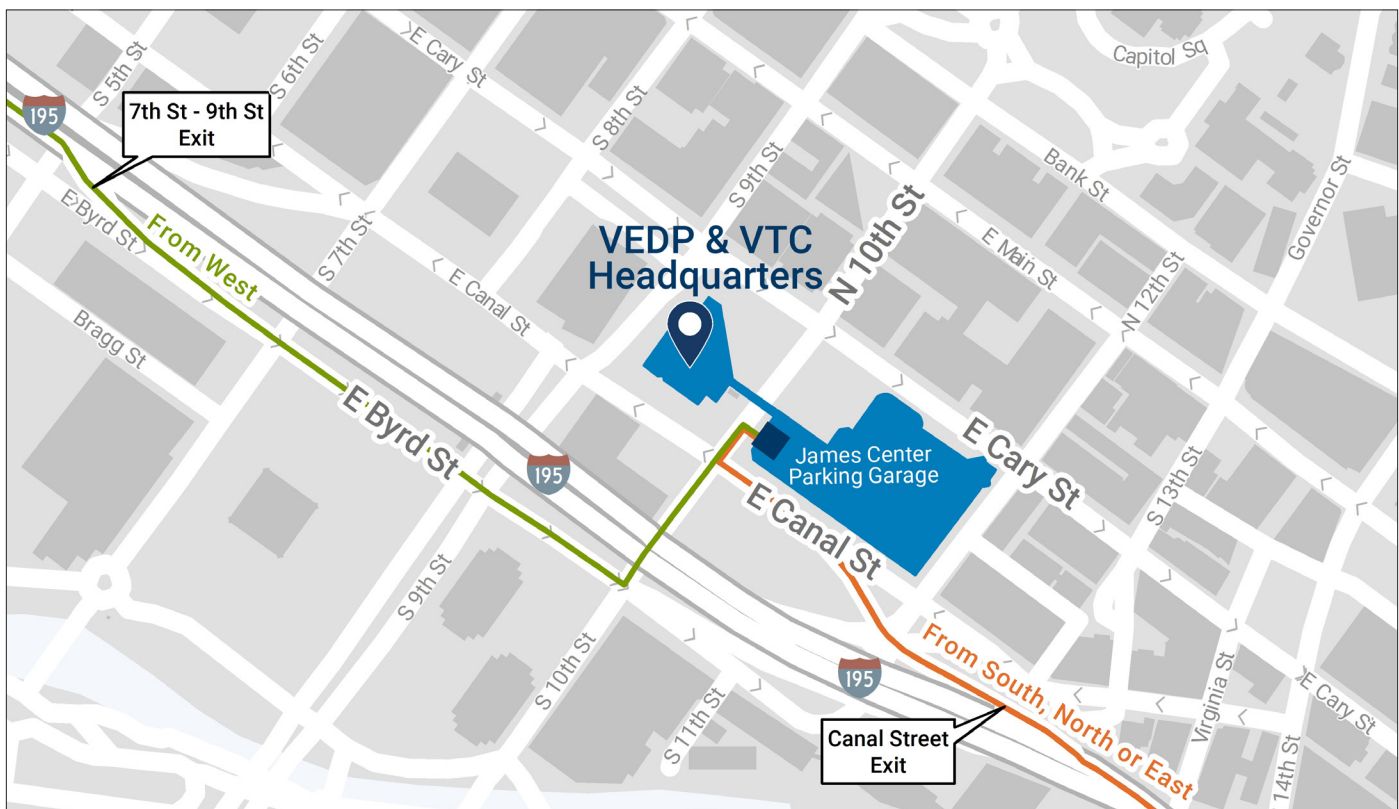 S 5th St
S 6th St
E Cary St
Capitol Sq
195
7th St - 9th St
Exit
S 8th St
S 9th St
Bank St
Governor St
E Byrd St
From West
S 7th St
E Canal St
VEDP & VTC
Headquarters
N 10th St
E Main St
N 12th St
Bragg St
E Byrd St
195
James Center
Parking Garage
E Cary St
E Canal St
S 13th St
S 9th St
S 10th St
S 11th St
195
From South, North or East
Canal Street
Exit
Virginia St
E Cary St
14th St